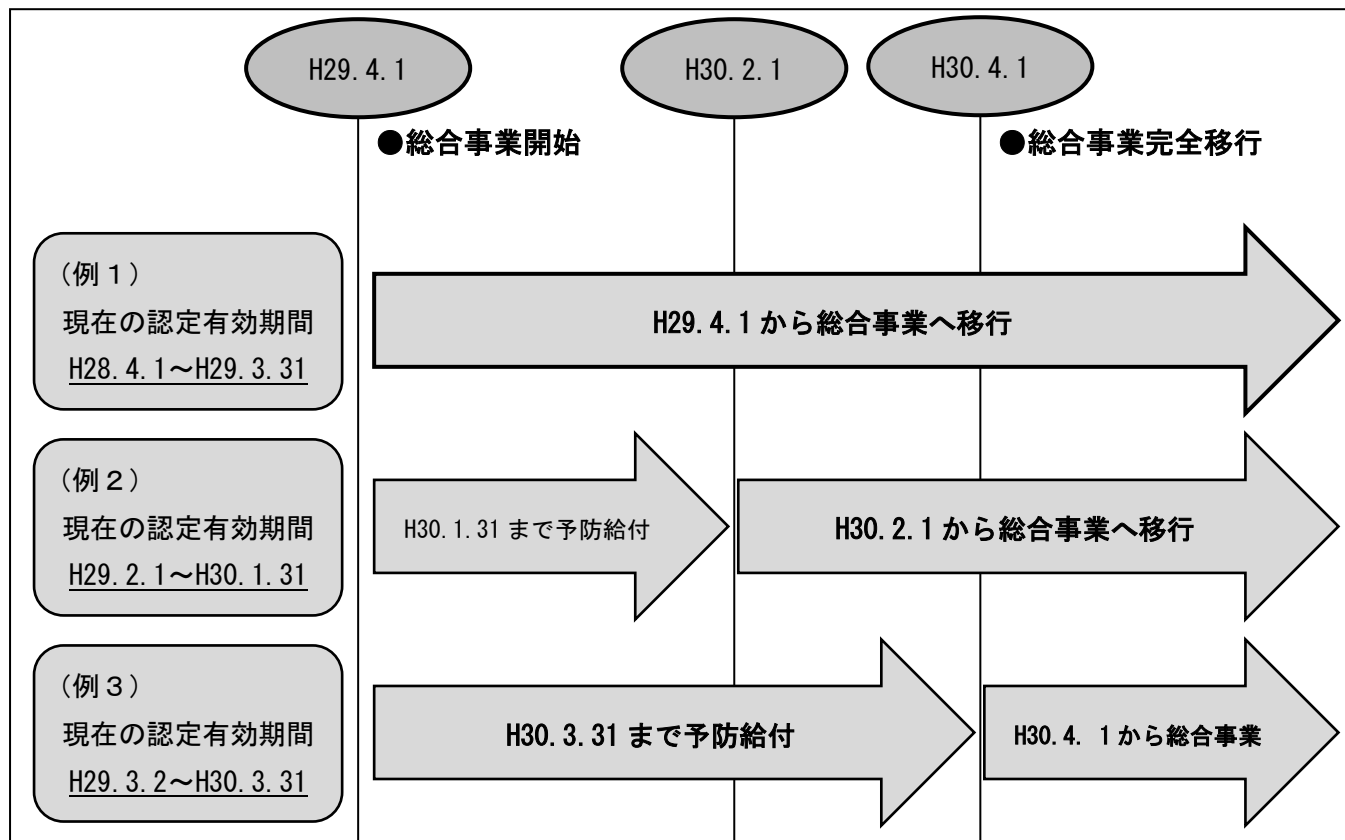 H29.4.1
H30.2.1
H30.4.1
●総合事業開始
●総合事業完全移行
（例１）
現在の認定有効期間
H28.4.1～H29.3.31
H29.4.1から総合事業へ移行
（例２）
現在の認定有効期間
H29.2.1～H30.1.31
H30.1.31まで予防給付
H30.2.1から総合事業へ移行
（例３）
現在の認定有効期間
H29.3.2～H30.3.31
H30.3.31まで予防給付
H30.4. 1から総合事業